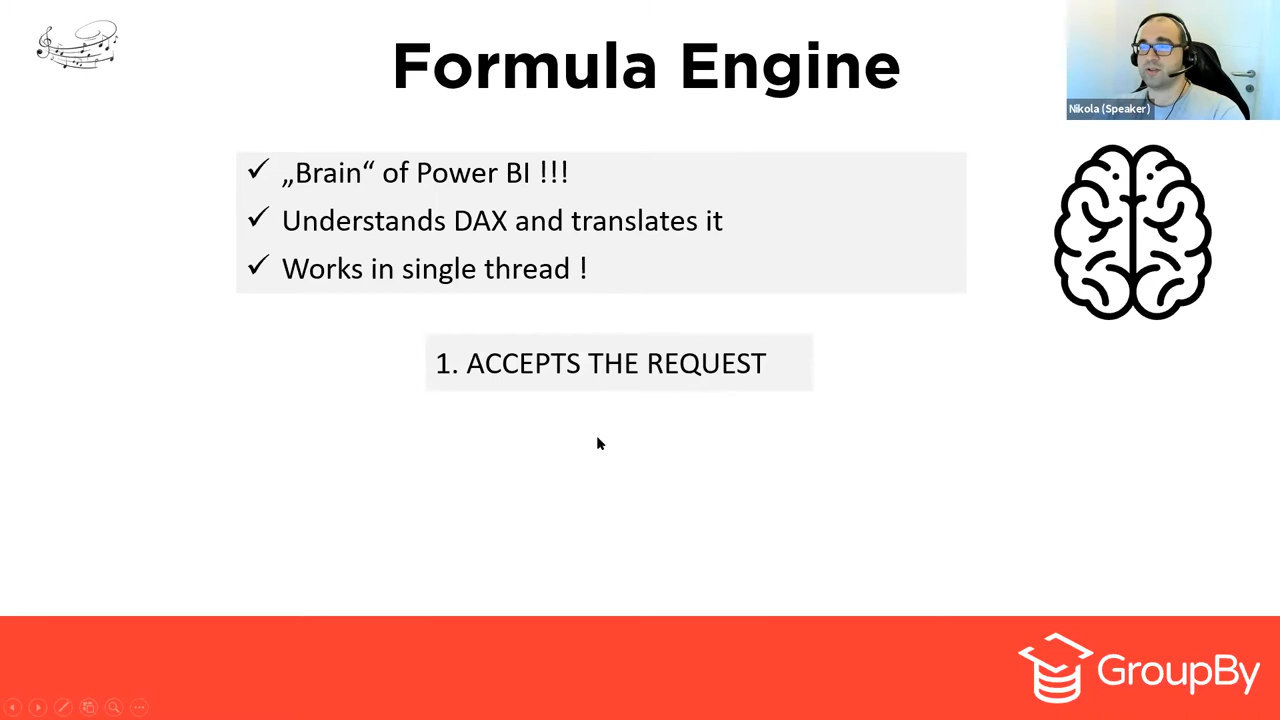 Formula Engine
Nikola (Speaker)
✓ „Brain“ of Power BI !!!
✓ Understands DAX and translates it
✓ Works in single thread !
1. ACCEPTS THE REQUEST
GroupBy